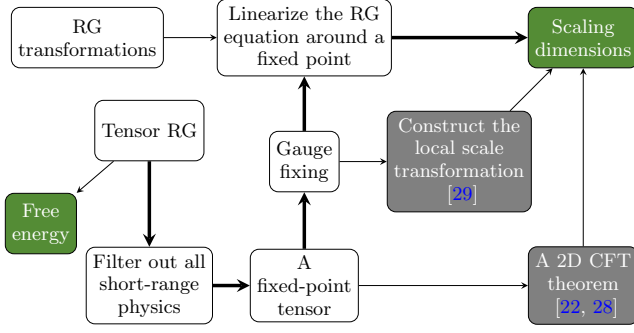 RG
transformations
Linearize the RG
equation around a
fixed point
Scaling
dimensions
Tensor RG
Gauge
fixing
Construct the
local scale
transformation
[29]
Free
energy
Filter out all
short-range
physics
A
fixed-point
tensor
A 2D CFT
theorem
[22, 28]